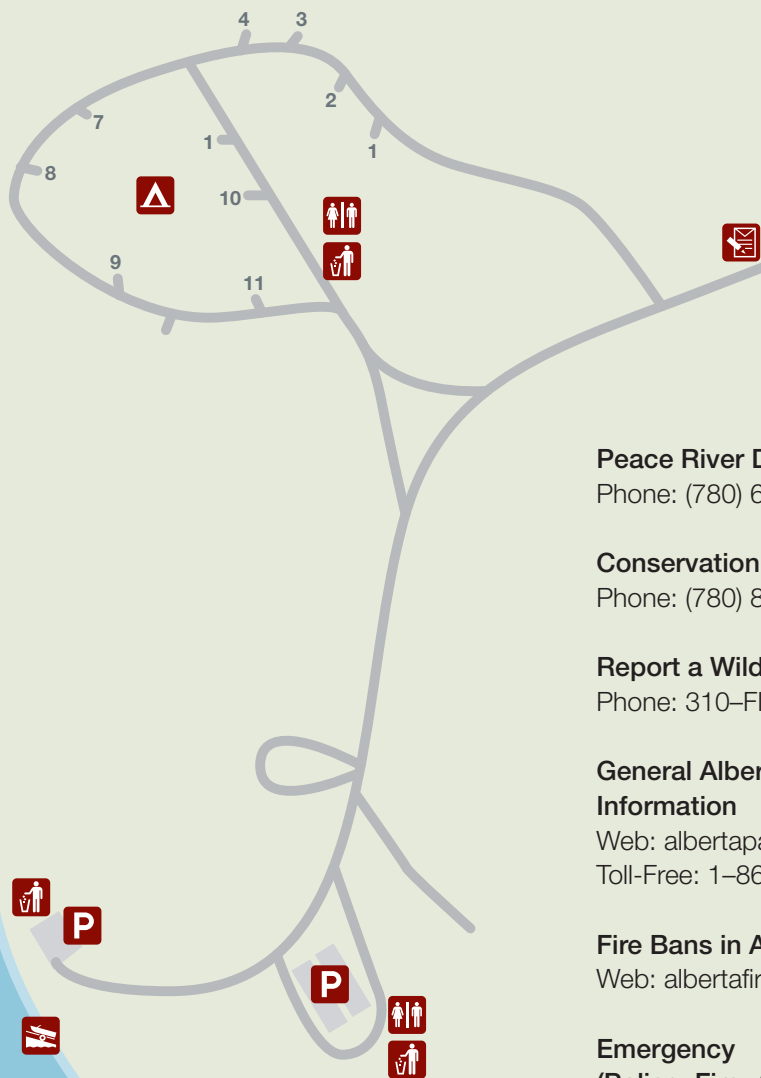 4
3
2
7
1
1
8
10
9
11
P
P
Peace River
Phone: (780) 6
Conservation
Phone: (780) 8
Report a Wild
Phone: 310–F
General Alber
Information
Web: albertapa
Toll-Free: 1–86
Fire Bans in A
Web: albertafi
Emergency